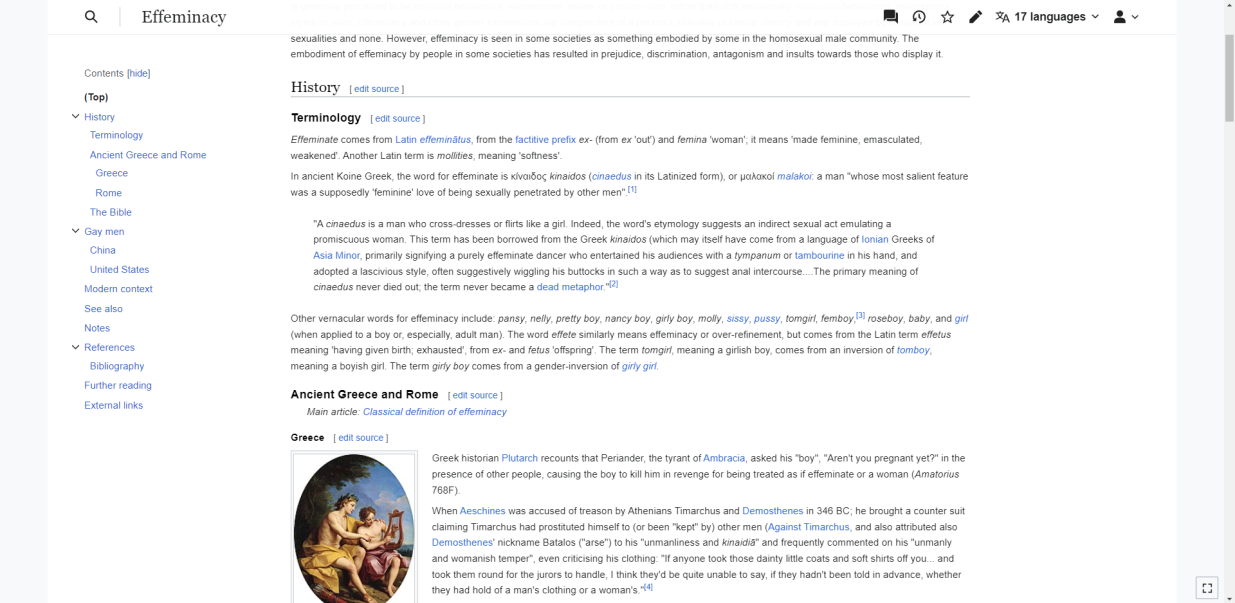 Effeminacy
17 languages
sexualities and none. However, effeminacy is seen in some societies as something embodied by some in the homosexual male community. The
embodiment of effeminacy by people in some societies has resulted in prejudice, discrimination, antagonism and insults towards those who display it.
Contents [hide]
(Top)
History
Terminology
Ancient Greece and Rome
Greece
Rome
The Bible
Gay men
China
United States
Modern context
See also
Notes
References
Bibliography
Further reading
External links
History [ edit source ]
Terminology [ edit source ]
Effeminate comes from Latin effeminātus, from the factitive prefix ex- (from ex 'out') and femina 'woman'; it means 'made feminine, emasculated,
weakened'. Another Latin term is mollities, meaning 'softness'.
In ancient Koine Greek, the word for effeminate is κίναιδος kinaidos (cinaedus in its Latinized form), or μαλακοί malakoi: a man "whose most salient feature
was a supposedly 'feminine' love of being sexually penetrated by other men".[1]
"A cinaedus is a man who cross-dresses or flirts like a girl. Indeed, the word's etymology suggests an indirect sexual act emulating a
promiscuous woman. This term has been borrowed from the Greek kinaidos (which may itself have come from a language of Ionian Greeks of
Asia Minor, primarily signifying a purely effeminate dancer who entertained his audiences with a tympanum or tambourine in his hand, and
adopted a lascivious style, often suggestively wiggling his buttocks in such a way as to suggest anal intercourse....The primary meaning of
cinaedus never died out; the term never became a dead metaphor."[2]
Other vernacular words for effeminacy include: pansy, nelly, pretty boy, nancy boy, girly boy, molly, sissy, pussy, tomgirl, femboy,[3] roseboy, baby, and girl
(when applied to a boy or, especially, adult man). The word effete similarly means effeminacy or over-refinement, but comes from the Latin term effetus
meaning 'having given birth; exhausted', from ex- and fetus 'offspring'. The term tomgirl, meaning a girlish boy, comes from an inversion of tomboy,
meaning a boyish girl. The term girly boy comes from a gender-inversion of girly girl.
Ancient Greece and Rome [ edit source ]
Main article: Classical definition of effeminacy
Greece [ edit source ]
Greek historian Plutarch recounts that Periander, the tyrant of Ambracia, asked his "boy", "Aren't you pregnant yet?" in the
presence of other people, causing the boy to kill him in revenge for being treated as if effeminate or a woman (Amatorius
768F).
When Aeschines was accused of treason by Athenians Timarchus and Demosthenes in 346 BC; he brought a counter suit
claiming Timarchus had prostituted himself to (or been "kept" by) other men (Against Timarchus, and also attributed also
Demosthenes' nickname Batalos ("arse") to his "unmanliness and kinaidiā" and frequently commented on his "unmanly
and womanish temper", even criticising his clothing: "If anyone took those dainty little coats and soft shirts off you... and
took them round for the jurors to handle, I think they'd be quite unable to say, if they hadn't been told in advance, whether
they had hold of a man's clothing or a woman's."[4]